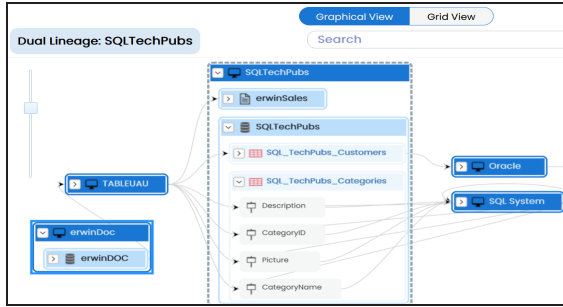 Graphical View Grid View
Dual Lineage: SQLTechPubs
Search
SQLTechPubs
erwinSales
SQLTechPubs
SQL_TechPubs_Customers
Oracle
TABLEUAU
SQL_TechPubs_Categories
SQL System
Description
erwinDoc
CategoryID
erwinDOC
Picture
CategoryName